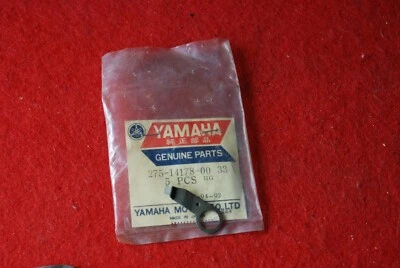 YAMAHA
純正部品
GENUINE PARTS
275-14178-00 33
5 PCS
YAMAHA MO CO.,LTD